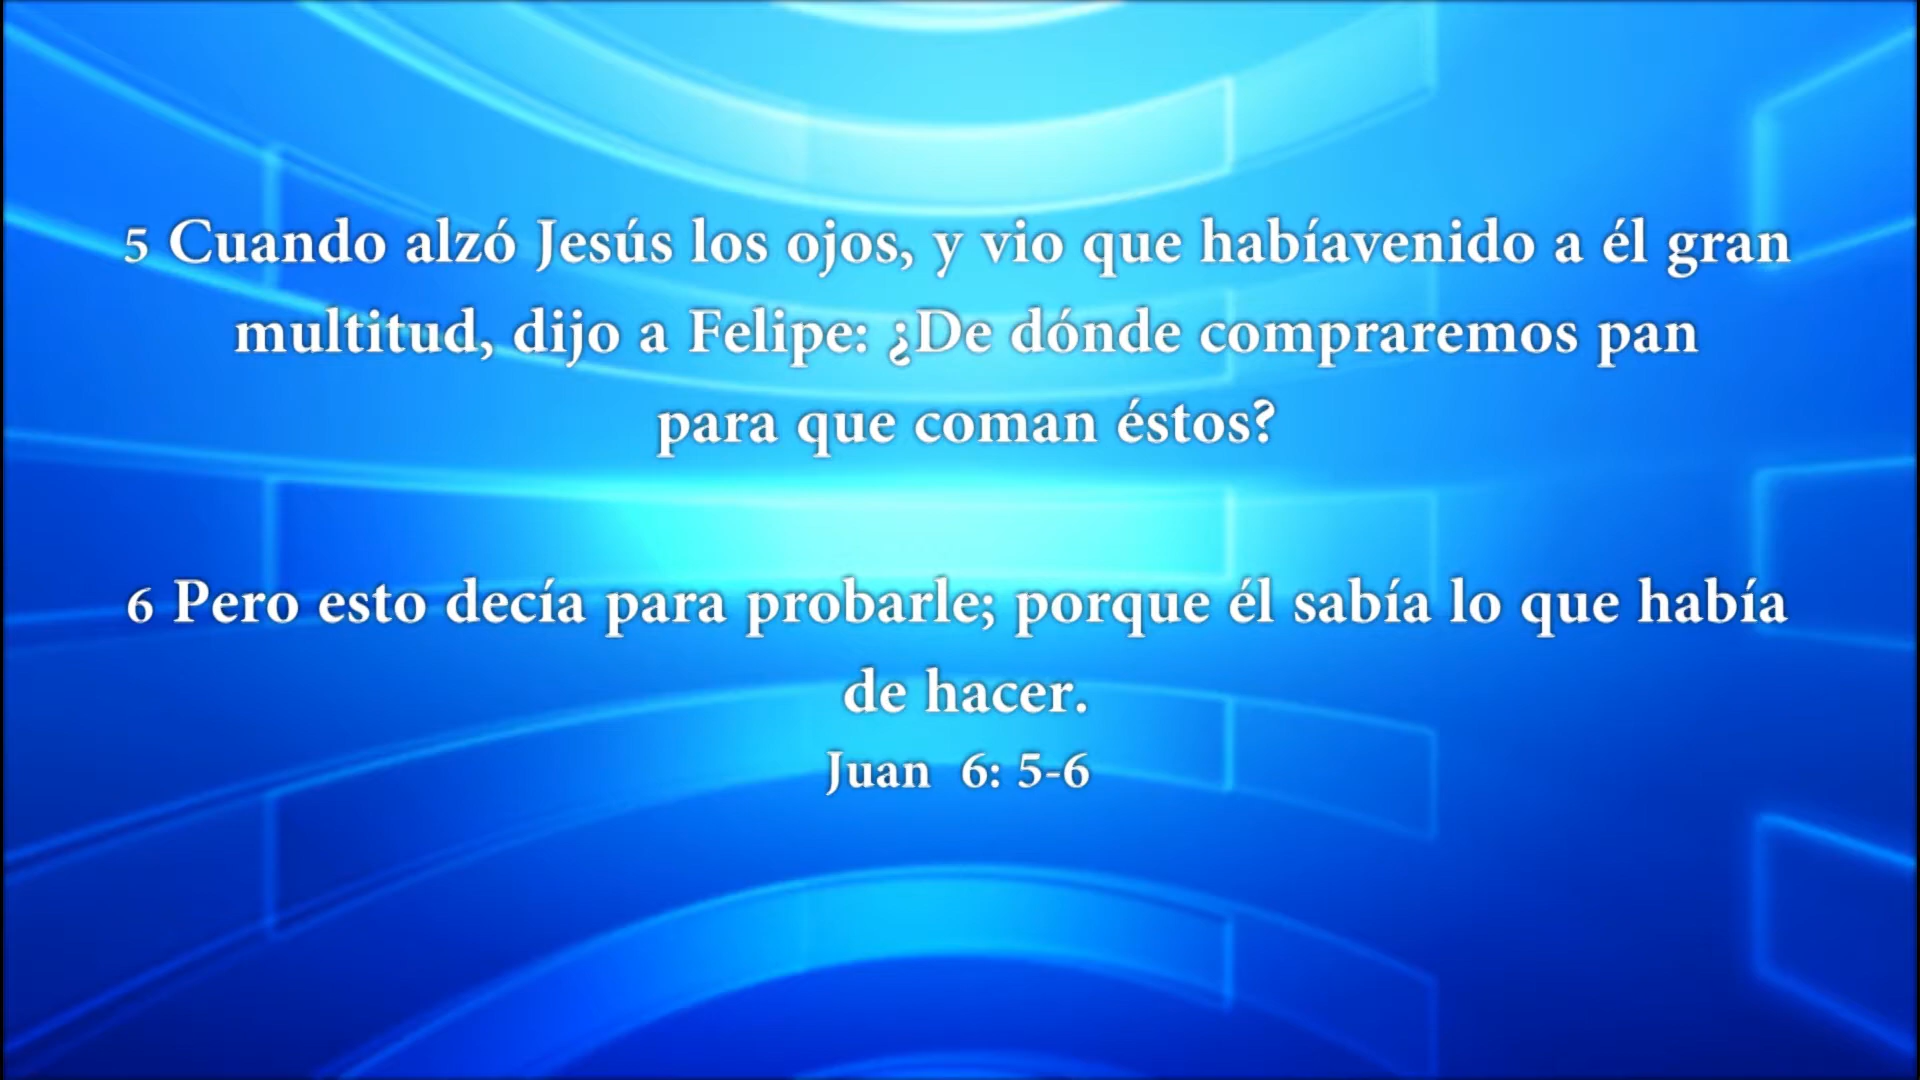 5 Cuando alzó Jesús los ojos, y vio que habíavenido a él gran
multitud, dijo a Felipe: ¿De dónde compraremos pan
para que coman éstos?
6 Pero esto decía para probarle; porque él sabía lo que había
de hacer.
Juan  6: 5-6